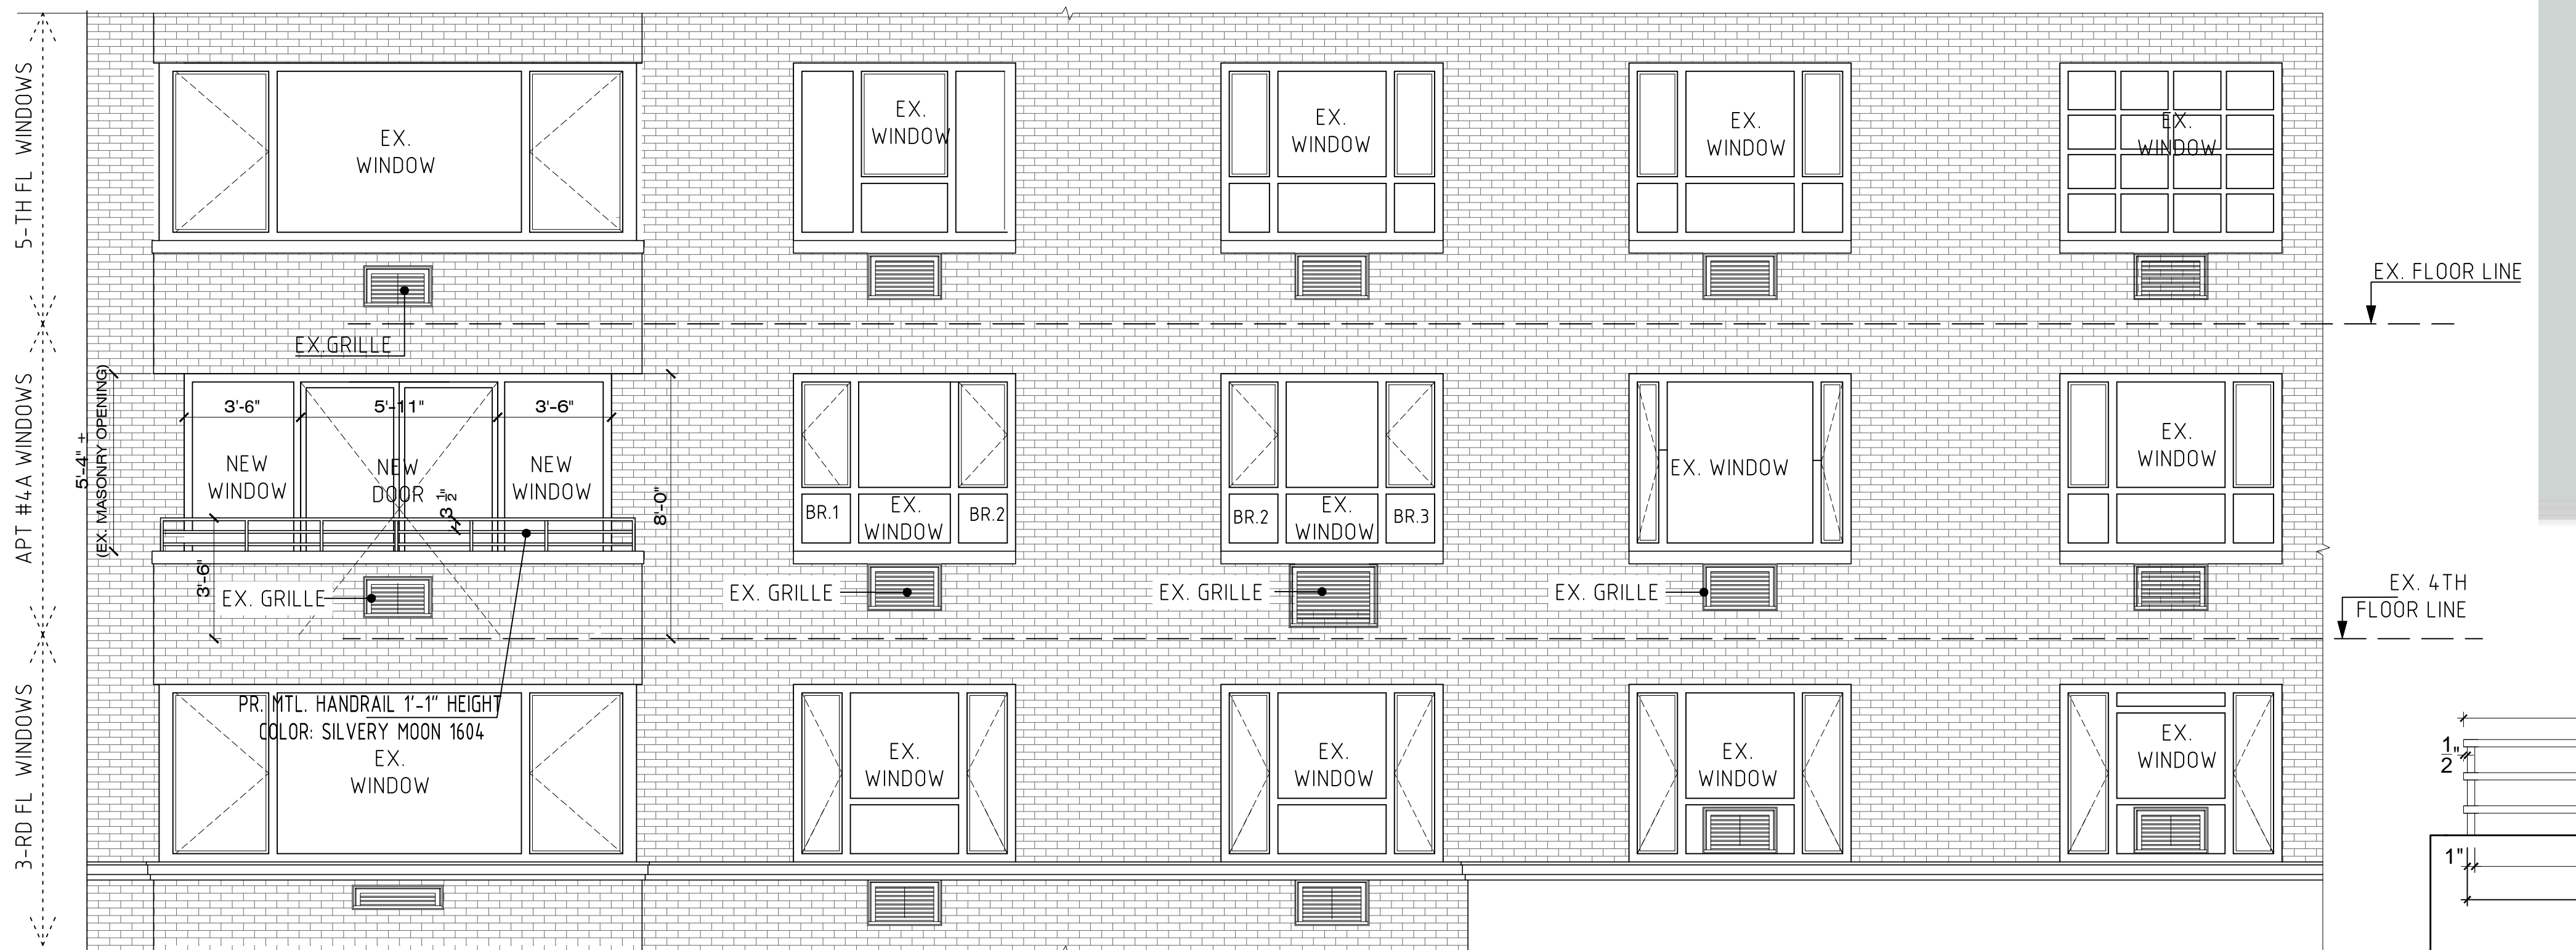 5-TH FL WINDOWS
EX.
WINDOW
EX.
WINDOW
EX.
WINDOW
EX.
WINDOW
EX.
WINDOW
EX. FLOOR LINE
EX.GRILLE
APT #4A WINDOWS
5'-4" +
(EX. MASONRY OPENING)
3'-6"
5'-11"
3'-6"
NEW
WINDOW
NEW
DOOR
NEW
WINDOW
3 1/2"
8'-0"
3'-6"
BR.1
EX.
WINDOW
BR.2
BR.2
EX.
WINDOW
BR.3
EX. WINDOW
EX.
WINDOW
EX. GRILLE
EX. GRILLE
EX. GRILLE
EX. GRILLE
EX. 4TH
FLOOR LINE
3-RD FL WINDOWS
PR. MTL. HANDRAIL 1'-1" HEIGHT
COLOR: SILVERY MOON 1604
EX.
WINDOW
EX.
WINDOW
EX.
WINDOW
EX.
WINDOW
EX.
WINDOW
1/2"
1"